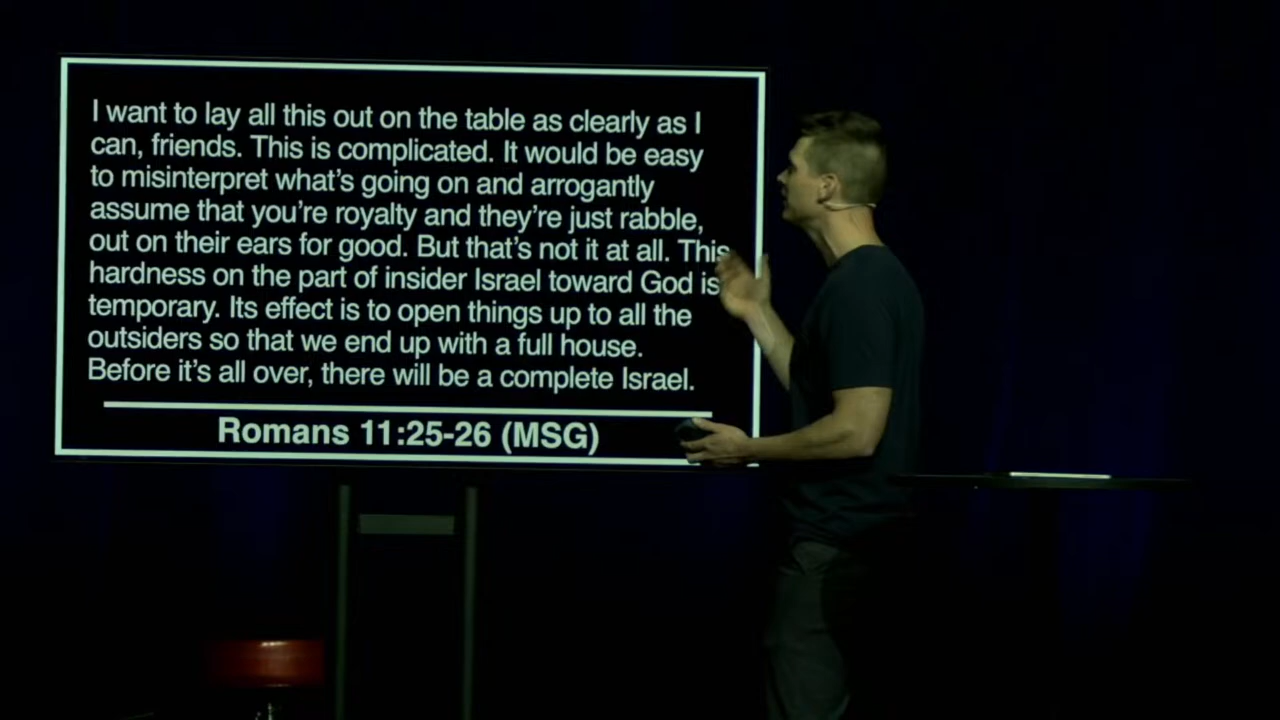 I want to lay all this out on the table as clearly as I
can, friends. This is complicated. It would be easy
to misinterpret what’s going on and arrogantly
assume that you’re royalty and they’re just rabble,
out on their ears for good. But that’s not it at all. This
hardness on the part of insider Israel toward God is
temporary. Its effect is to open things up to all the
outsiders so that we end up with a full house.
Before it’s all over, there will be a complete Israel.
Romans 11:25-26 (MSG)